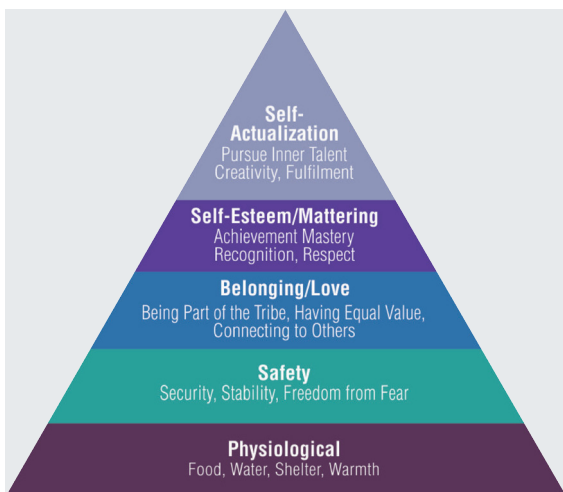 Self-
Actualization
Pursue Inner Talent
Creativity, Fulfilment
Self-Esteem/Mattering
Achievement Mastery
Recognition, Respect
Belonging/Love
Being Part of the Tribe, Having Equal Value,
Connecting to Others
Safety
Security, Stability, Freedom from Fear
Physiological
Food, Water, Shelter, Warmth